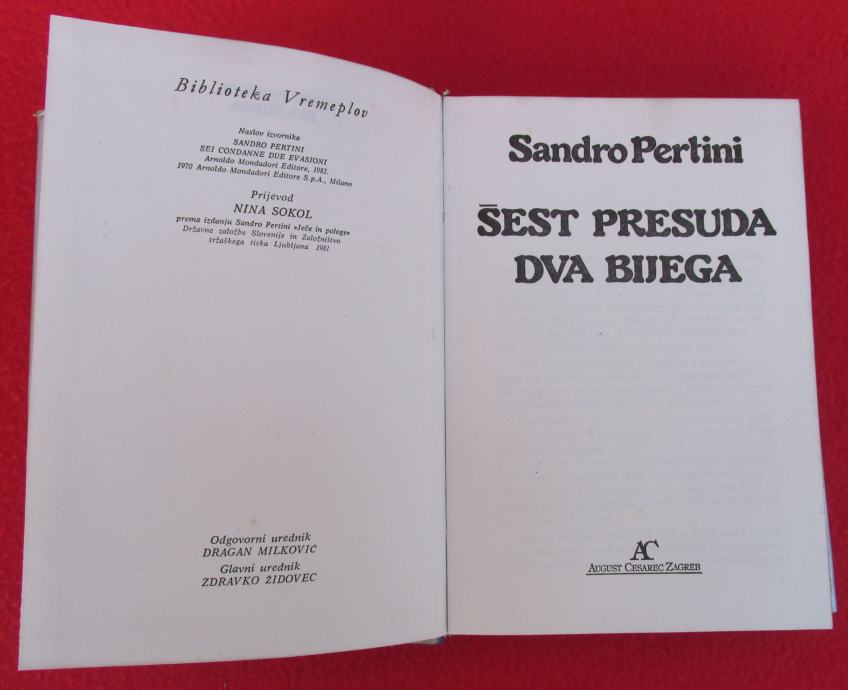 Biblioteka Vremeplov
Naslov izvornika
SANDRO PERTINI
SEI CONDANNE DUE EVASIONI
Arnoldo Mondadori Editore, 1982.
1970 Arnoldo Mondadori Editore S.p.A., Milano
Prijevod
NINA SOKOL
prema izdanju Sandro Pertini »Ječe in pologe«
Državne založbe Slovenije in Založništvo
tržaškega tiska Ljubljana 1981
Odgovorni urednik
DRAGAN MILKOVIĆ
Glavni urednik
ZDRAVKO ŽIDOVEC
Sandro Pertini
ŠEST PRESUDA
DVA BIJEGA
AC
AUGUST CESAREC ZAGREB